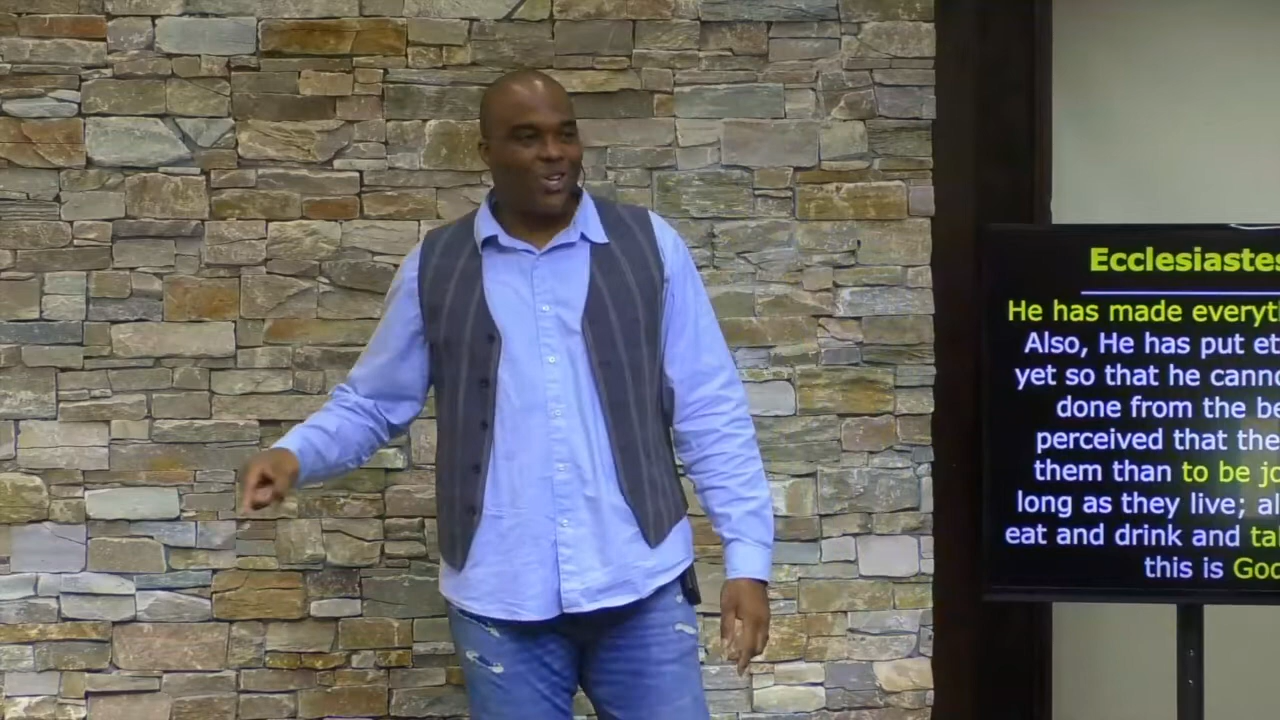 Ecclesiastes
He has made everyt
Also, He has put et
yet so that he canno
done from the be
perceived that the
them than to be jo
long as they live; al
eat and drink and tal
this is God